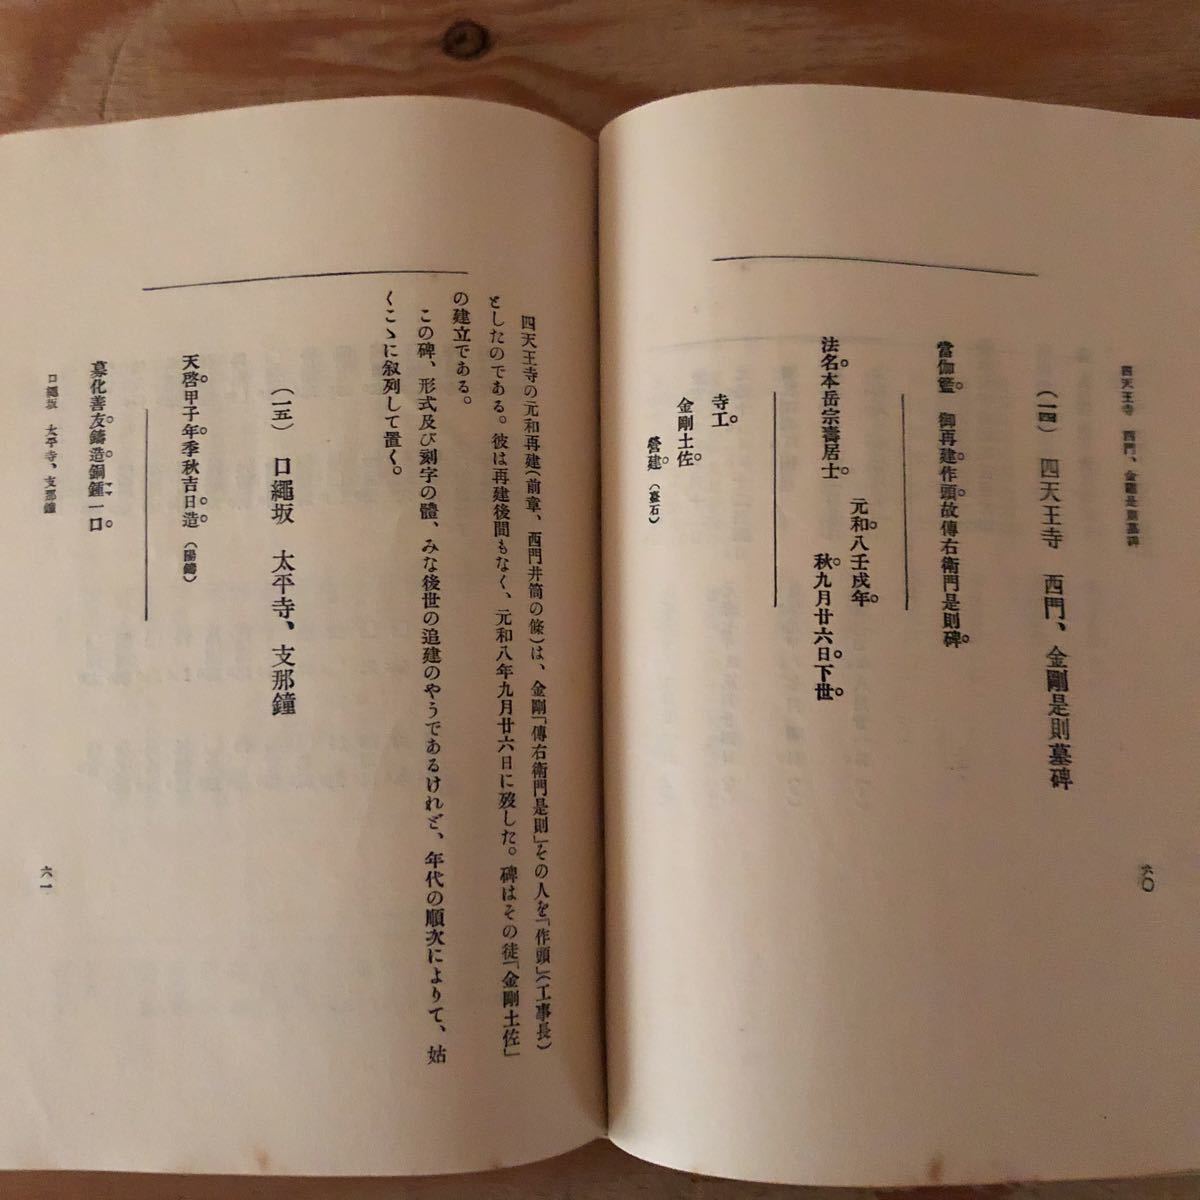 四天王寺　西門、金剛是則墓碑
六〇
（一四）　四天王寺　西門、金剛是則墓碑
當伽籃。　御再建作頭。故傳右衞門是則碑。
元和。八壬戌年。
法名。本岳宗壽居士。　秋。九月廿六日。下世。
寺工。
金剛土佐。
營建。（臺石）
四天王寺の元和再建（前章、西門井筒の條）は、金剛「傳右衞門是則」その人を「作頭」（工事長）
としたのである。彼は再建後間もなく、元和八年九月廿六日に歿した。碑はその徒「金剛土佐」
の建立である。
この碑、形式及び刻字の體、みな後世の追建のやうであるけれど、年代の順次によりて、姑
くこゝに叙列して置く。
（一五）　口繩坂　太平寺、支那鐘
天啓。甲子。年季秋吉日。造。（陽鑄）
募化善友。鑄造銅鍾ママ一口。
口繩坂　太平寺、支那鐘
六一